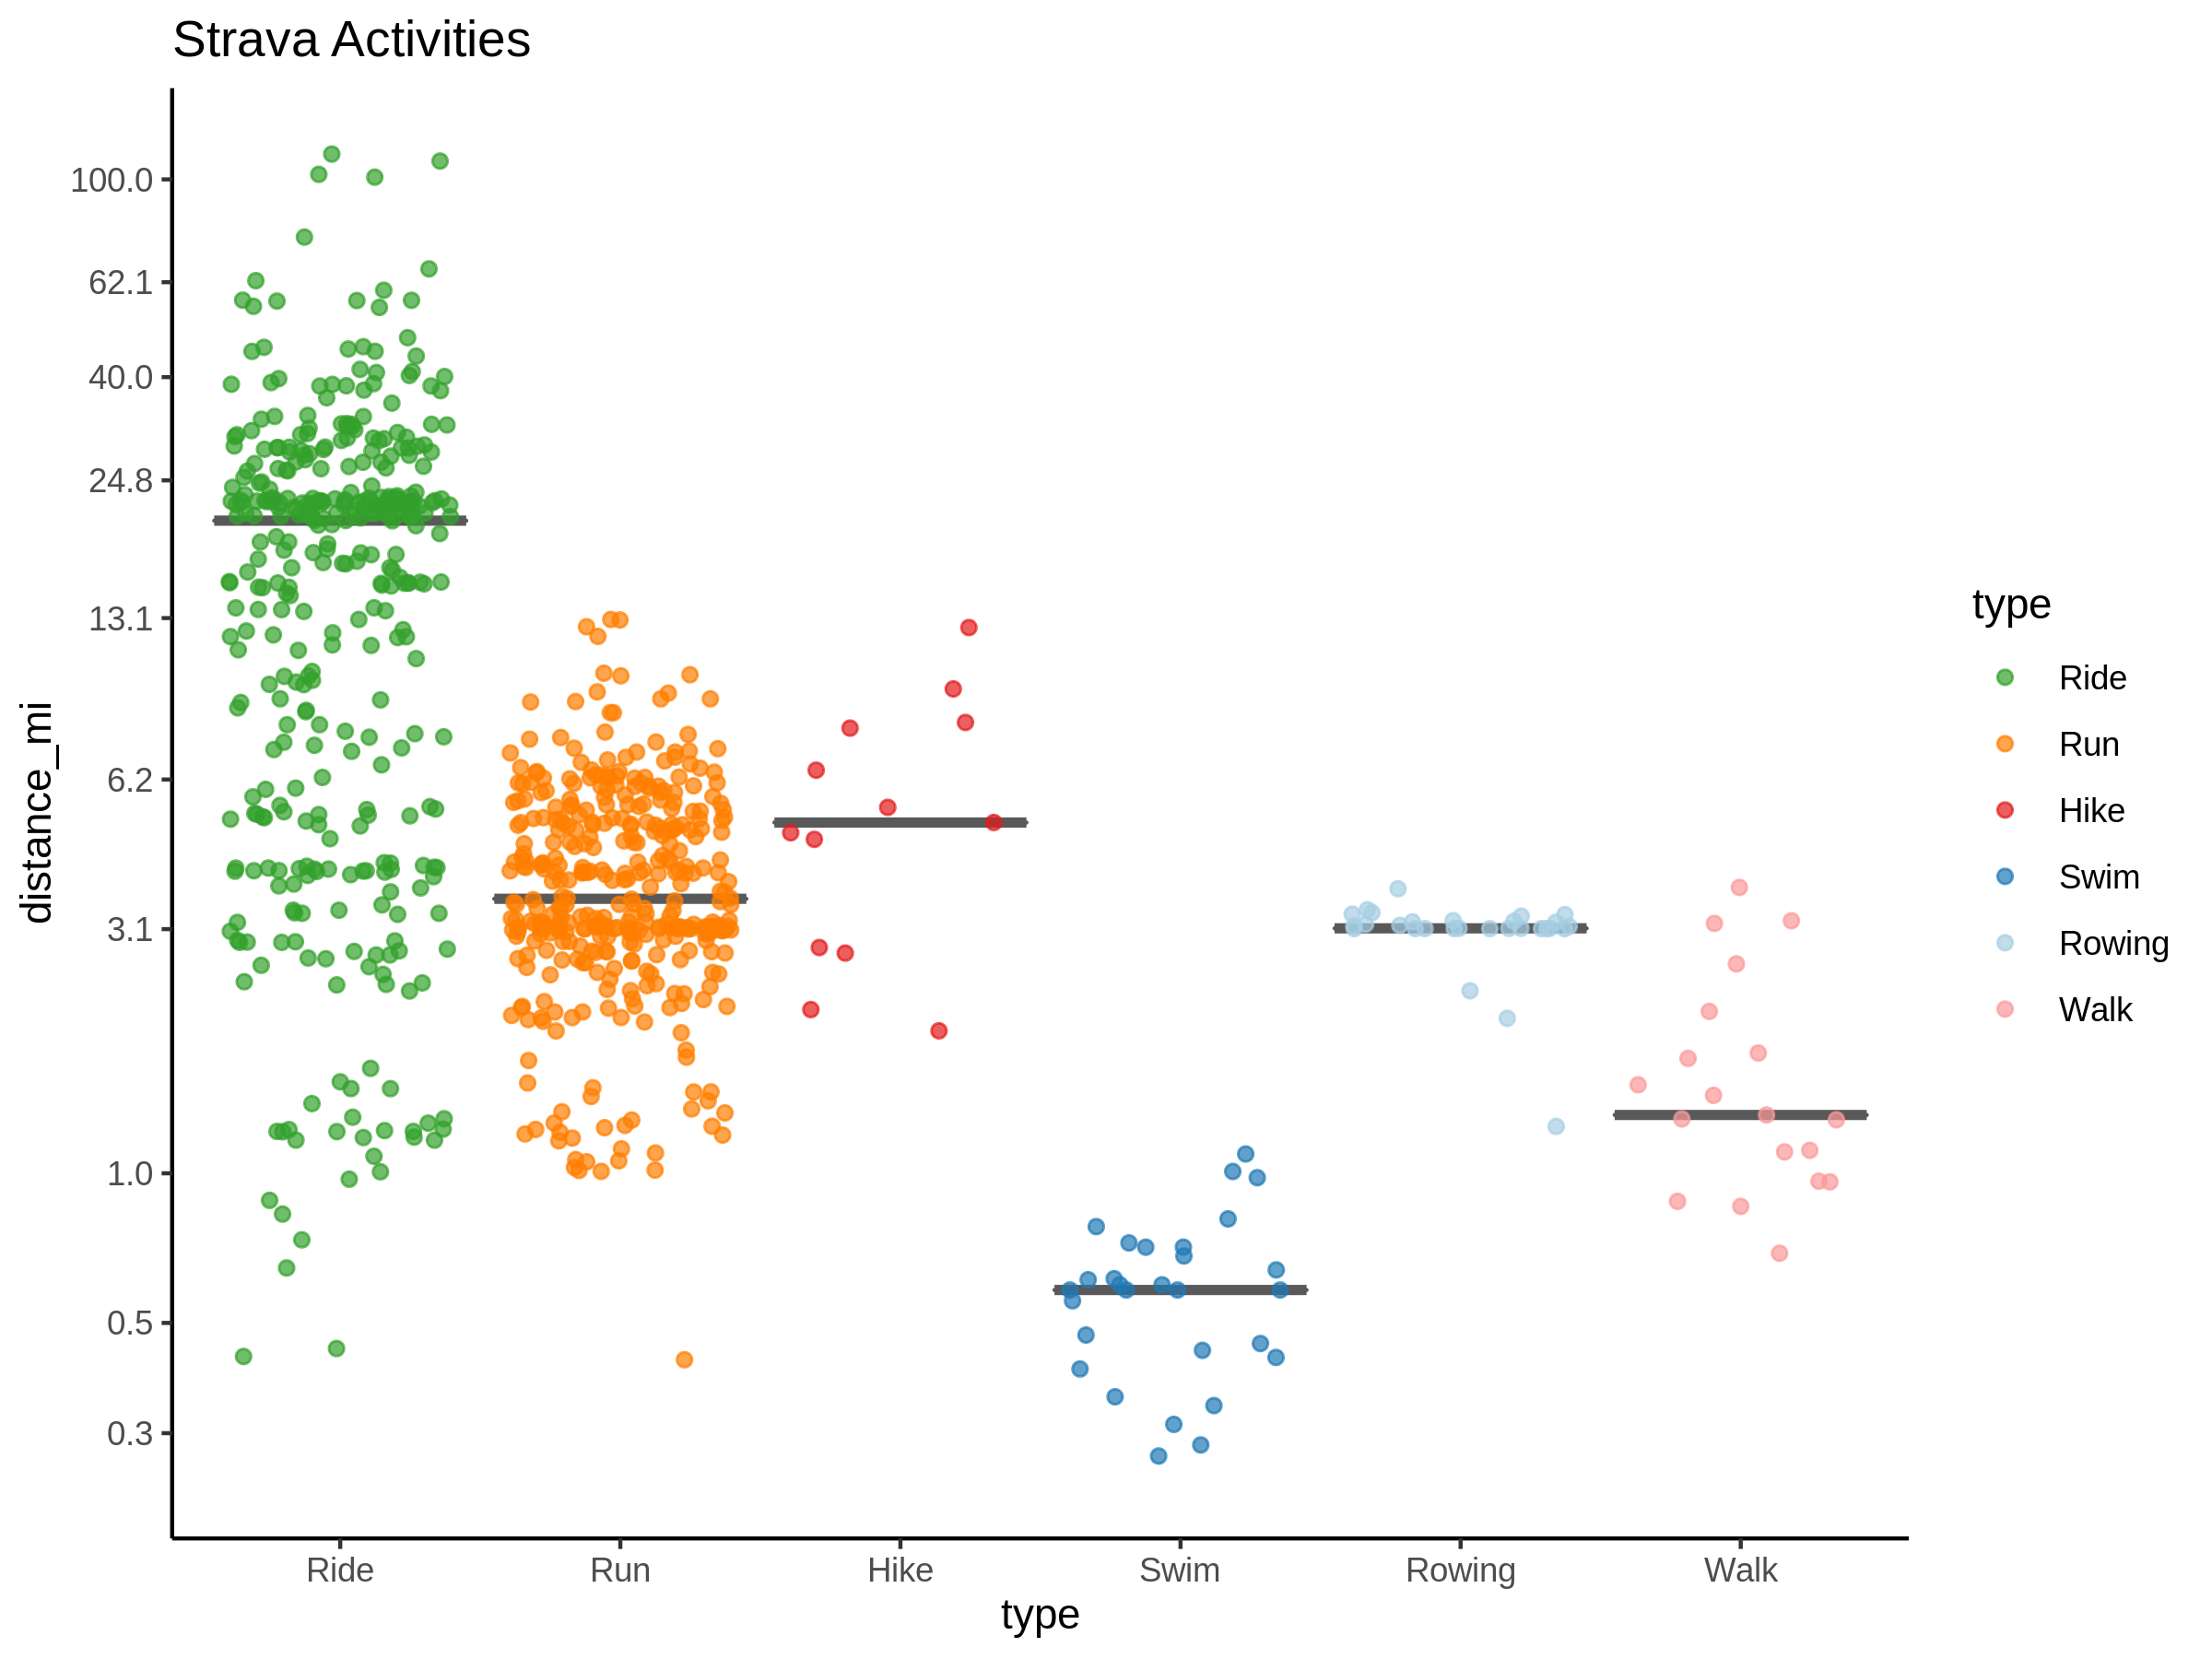 Strava Activities
distance_mi
100.0
62.1
40.0
24.8
13.1
6.2
3.1
1.0
0.5
0.3
Ride Run Hike Swim Rowing Walk
type
type
Ride
Run
Hike
Swim
Rowing
Walk